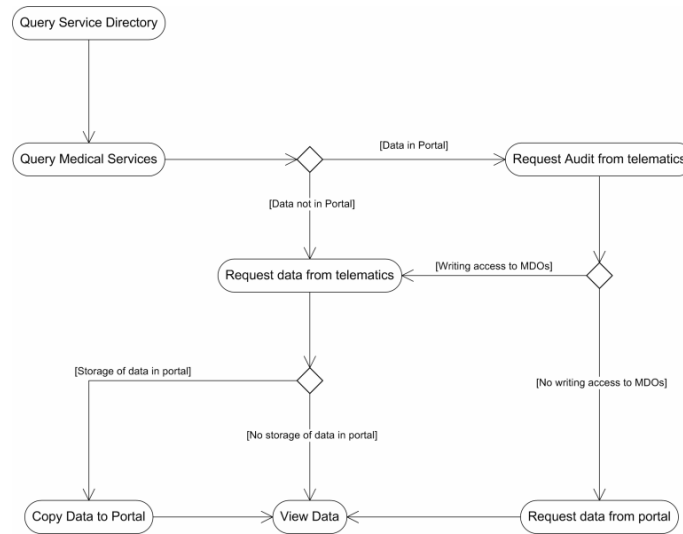 Query Service Directory
Query Medical Services
[Data in Portal]
Request Audit from telematics
[Data not in Portal]
Request data from telematics
[Writing access to MDOs]
[Storage of data in portal]
[No writing access to MDOs]
[No storage of data in portal]
Copy Data to Portal
View Data
Request data from portal